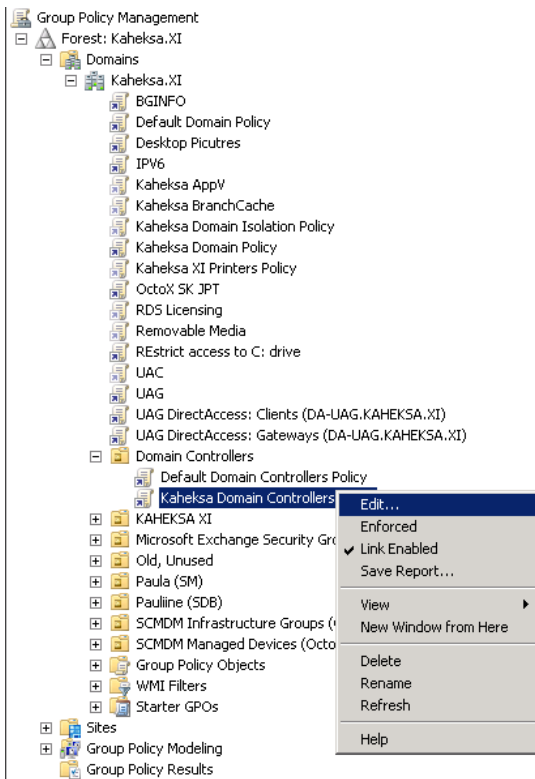 Group Policy Management
Forest: Kaheksa.XI
Domains
Kaheksa.XI
BGINFO
Default Domain Policy
Desktop Picutres
IPV6
Kaheksa AppV
Kaheksa BranchCache
Kaheksa Domain Isolation Policy
Kaheksa Domain Policy
Kaheksa XI Printers Policy
OctoX SK JPT
RDS Licensing
Removable Media
REstrict access to C: drive
UAC
UAG
UAG DirectAccess: Clients (DA-UAG.KAHEKSA.XI)
UAG DirectAccess: Gateways (DA-UAG.KAHEKSA.XI)
Domain Controllers
Default Domain Controllers Policy
Kaheksa Domain Controllers
KAHEKSA XI
Microsoft Exchange Security Gro
Old, Unused
Paula (SM)
Pauliine (SDB)
SCMDM Infrastructure Groups (
SCMDM Managed Devices (Octo
Group Policy Objects
WMI Filters
Starter GPOs
Sites
Group Policy Modeling
Group Policy Results
Edit...
Enforced
Link Enabled
Save Report...
View
New Window from Here
Delete
Rename
Refresh
Help